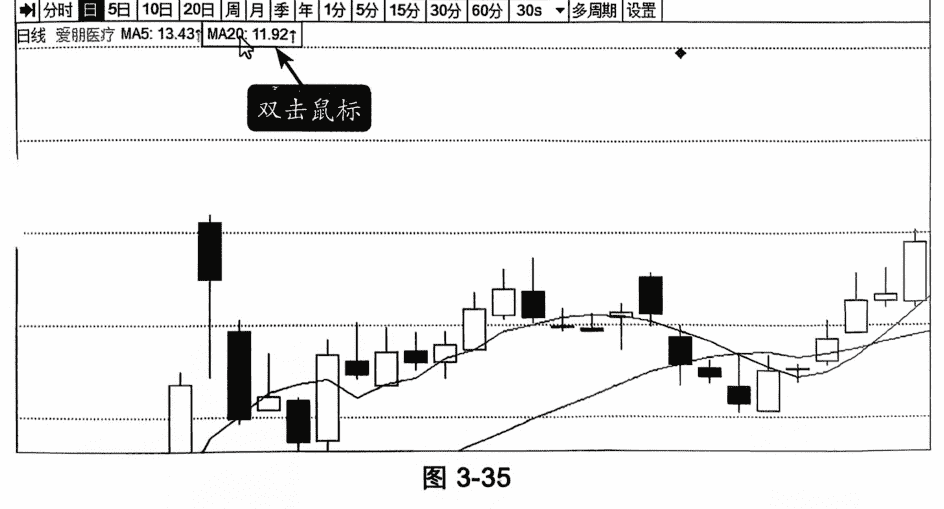 分时 日 5日 10日 20日 周 月 季 年 1分 5分 15分 30分 60分 30s 多周期 设置
日线 爱朋医疗 MA5: 13.43↑ MA20: 11.92↑
双击鼠标
图 3-35